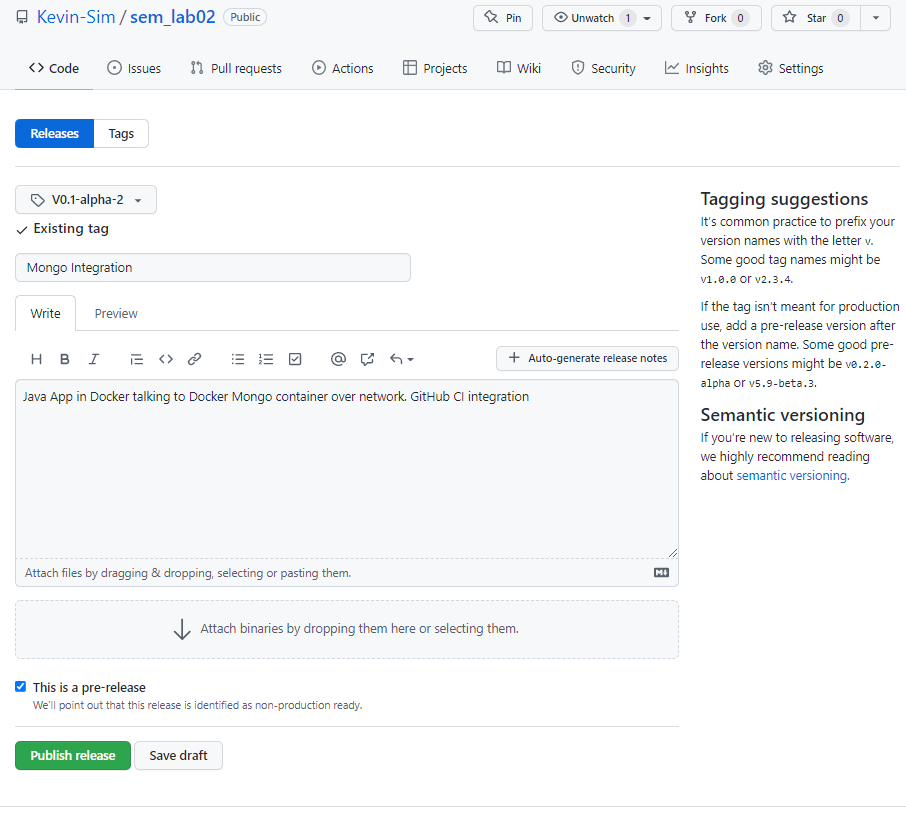 Kevin-Sim / sem_lab02 Public
Pin
Unwatch 1
Fork 0
Star 0
Code
Issues
Pull requests
Actions
Projects
Wiki
Security
Insights
Settings
Releases
Tags
V0.1-alpha-2
Existing tag
Mongo Integration
Write
Preview
H B I
Auto-generate release notes
Java App in Docker talking to Docker Mongo container over network. GitHub CI integration
Attach files by dragging & dropping, selecting or pasting them.
Attach binaries by dropping them here or selecting them.
This is a pre-release
We'll point out that this release is identified as non-production ready.
Publish release
Save draft
Tagging suggestions
It's common practice to prefix your
version names with the letter v.
Some good tag names might be
v1.0.0 or v2.3.4.
If the tag isn't meant for production
use, add a pre-release version after
the version name. Some good pre-
release versions might be v0.2.0-
alpha or v5.9-beta.3.
Semantic versioning
If you're new to releasing software,
we highly recommend reading
about semantic versioning.